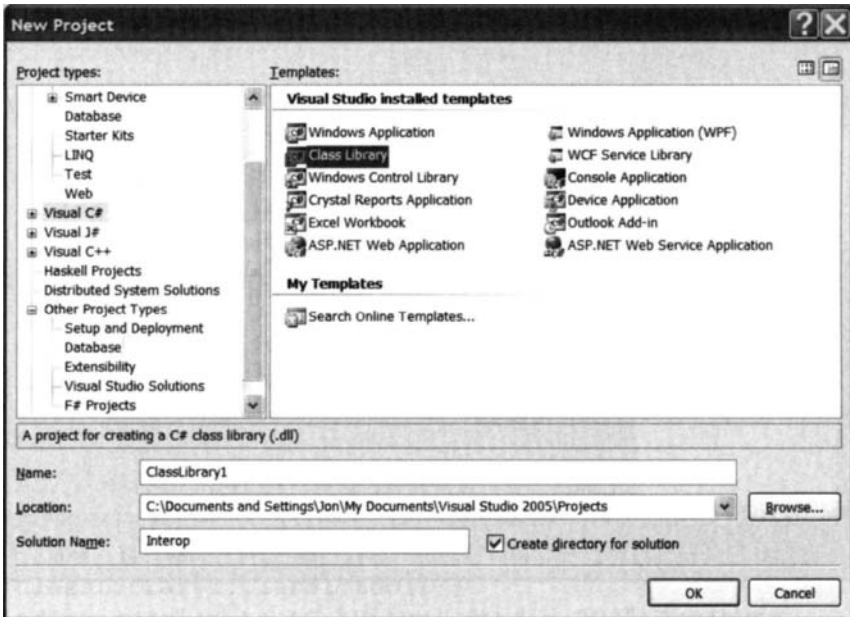 New Project
Project types:
Templates:
Smart Device
Database
Starter Kits
LINQ
Test
Web
Visual C#
Visual J#
Visual C++
Haskell Projects
Distributed System Solutions
Other Project Types
Setup and Deployment
Database
Extensibility
Visual Studio Solutions
F# Projects
Visual Studio installed templates
Windows Application
Class Library
Windows Control Library
Crystal Reports Application
Excel Workbook
ASP.NET Web Application
Windows Application (WPF)
WCF Service Library
Console Application
Device Application
Outlook Add-in
ASP.NET Web Service Application
My Templates
Search Online Templates...
A project for creating a C# class library (.dll)
Name: ClassLibrary1
Location: C:\Documents and Settings\Jon\My Documents\Visual Studio 2005\Projects Browse...
Solution Name: Interop Create directory for solution
OK Cancel